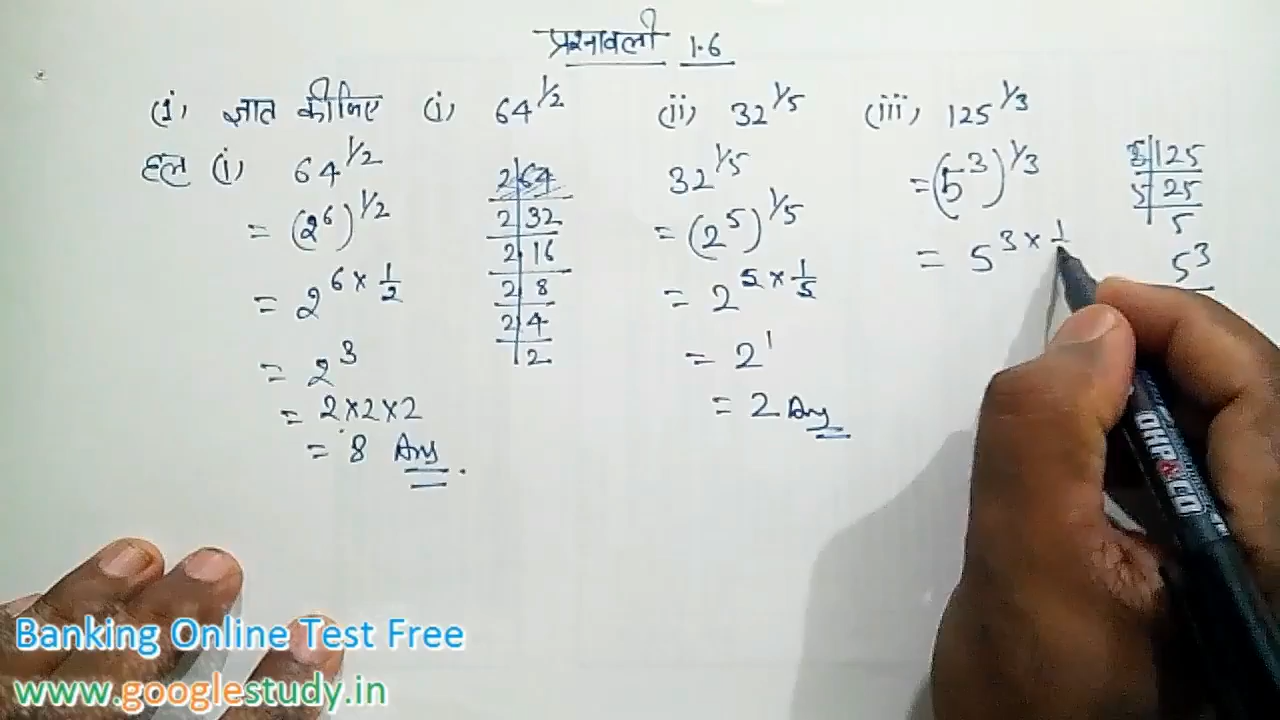 प्रश्नावली 1.6
(1) ज्ञात कीजिए (i) 64^1/2 (ii) 32^1/5 (iii) 125^1/3
हल (i) 64^1/2
= (2^6)^1/2
= 2^6 × 1/2
= 2^3
= 2×2×2
= 8 Ans
2 64
2 32
2 16
2 8
2 4
2
32^1/5
= (2^5)^1/5
= 2^5 × 1/5
= 2^1
= 2 Ans
= (5^3)^1/3
= 5^3 × 1
5 125
5 25
5
5^3
Banking Online Test Free
www.googlestudy.in
OHR&CO